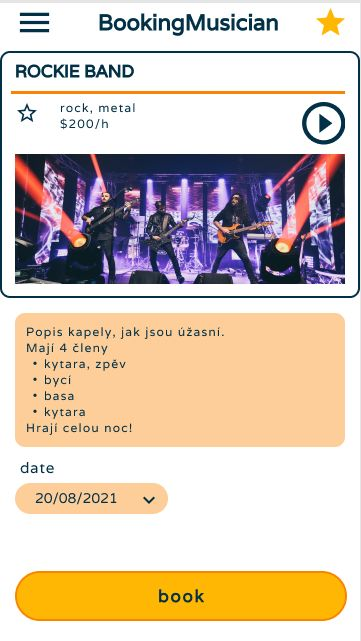 BookingMusician
ROCKIE BAND
rock, metal
$200/h
Popis kapely, jak jsou úžasní.
Mají 4 členy
• kytara, zpěv
• bycí
• basa
• kytara
Hrají celou noc!
date
20/08/2021
book